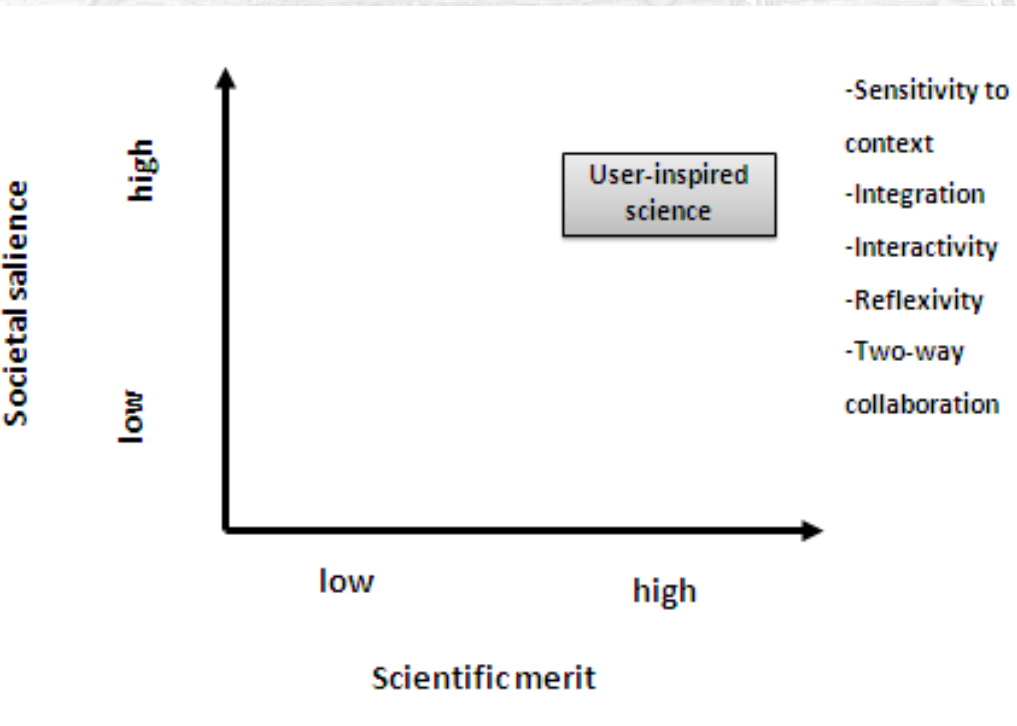 Societal salience
high
low
User-inspired
science
low
high
Scientific merit
-Sensitivity to
context
-Integration
-Interactivity
-Reflexivity
-Two-way
collaboration